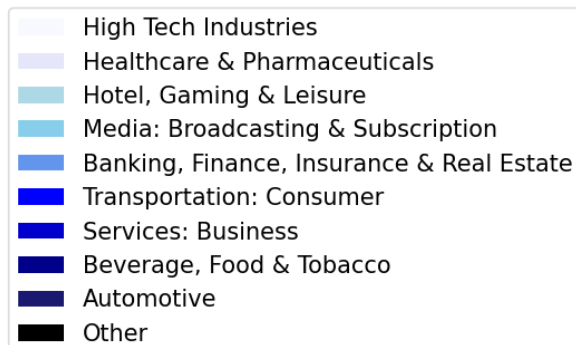 High Tech Industries
Healthcare & Pharmaceuticals
Hotel, Gaming & Leisure
Media: Broadcasting & Subscription
Banking, Finance, Insurance & Real Estate
Transportation: Consumer
Services: Business
Beverage, Food & Tobacco
Automotive
Other